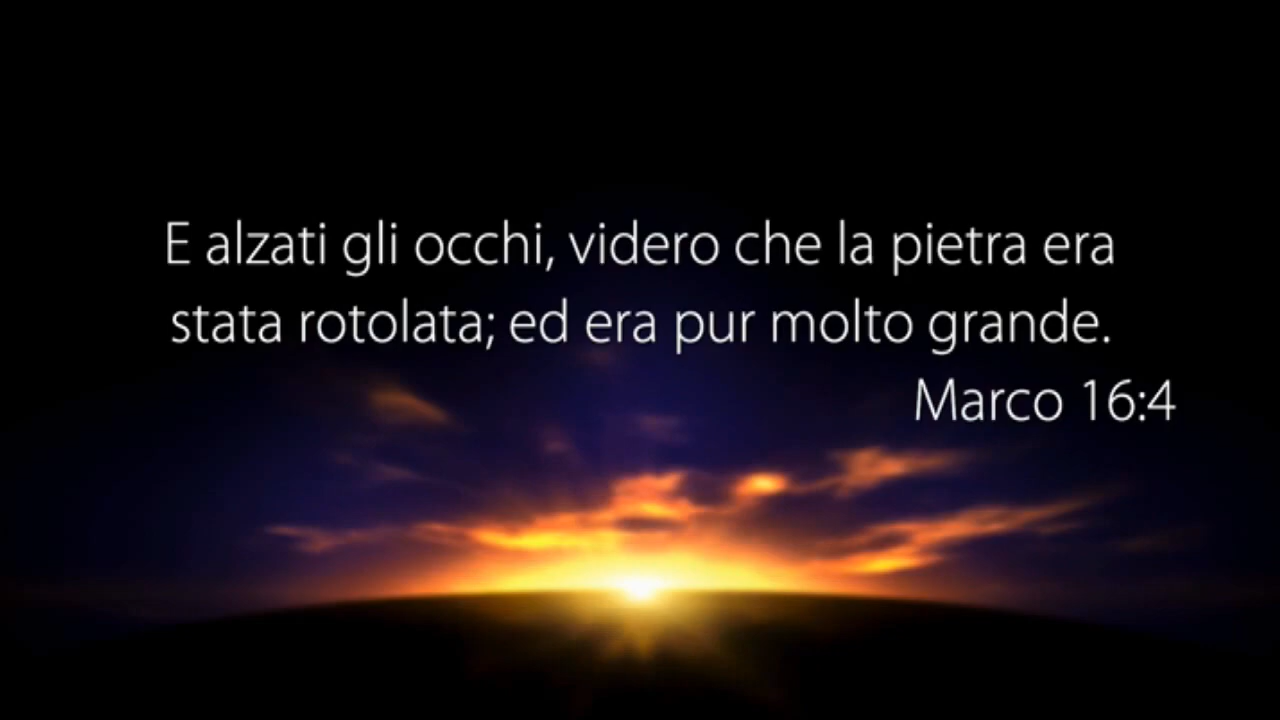 E alzati gli occhi, videro che la pietra era
stata rotolata; ed era pur molto grande.
Marco 16:4